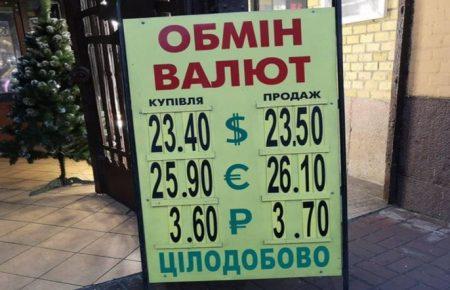 ОБМІН
ВАЛЮТ
КУПІВЛЯ ПРОДАЖ
23.40 $ 23.50
25.90 € 26.10
3.60 ₽ 3.70
ЦІЛОДОБОВО